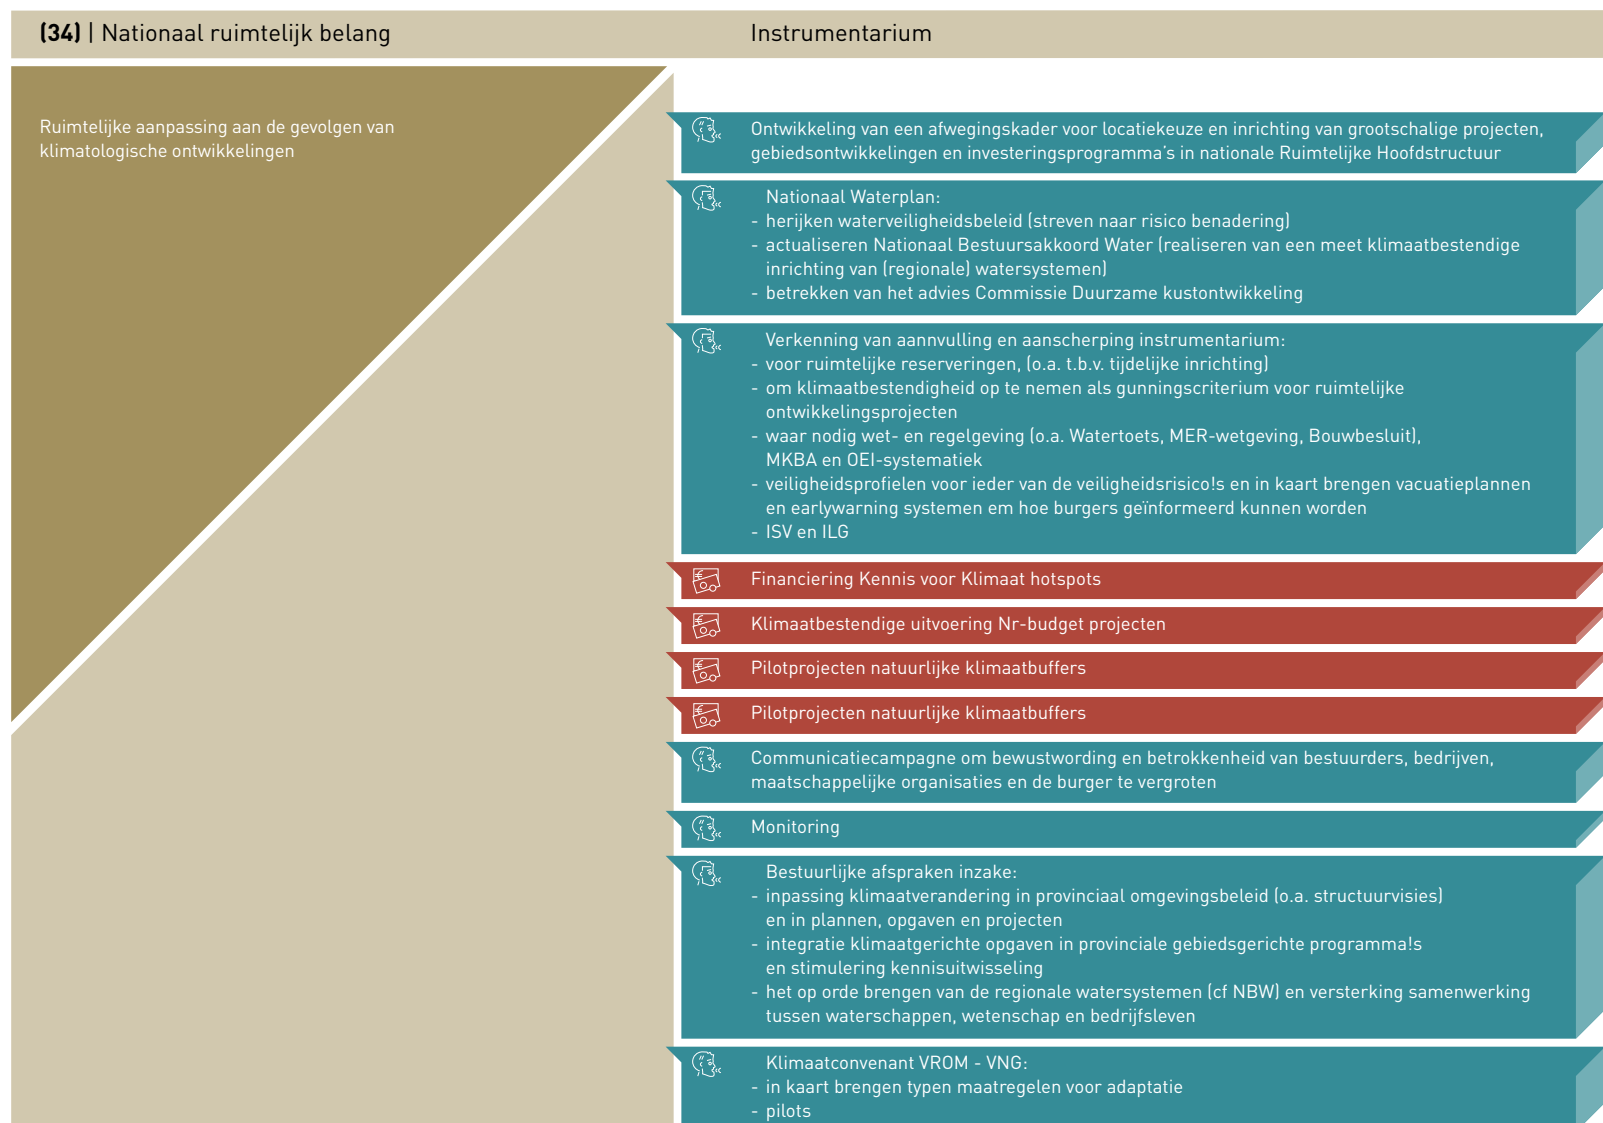 (34) | Nationaal ruimtelijk belang
Instrumentarium
Ruimtelijke aanpassing aan de gevolgen van
klimatologische ontwikkelingen
Ontwikkeling van een afwegingskader voor locatiekeuze en inrichting van grootschalige projecten,
gebiedsontwikkelingen en investeringsprogramma's in nationale Ruimtelijke Hoofdstructuur
Nationaal Waterplan:
- herijken waterveiligheidsbeleid (streven naar risico benadering)
- actualiseren Nationaal Bestuursakkoord Water (realiseren van een meet klimaatbestendige
inrichting van (regionale) watersystemen)
- betrekken van het advies Commissie Duurzame kustontwikkeling
Verkenning van aannvulling en aanscherping instrumentarium:
- voor ruimtelijke reserveringen, (o.a. t.b.v. tijdelijke inrichting)
- om klimaatbestendigheid op te nemen als gunningscriterium voor ruimtelijke
ontwikkelingsprojecten
- waar nodig wet- en regelgeving (o.a. Watertoets, MER-wetgeving, Bouwbesluit),
MKBA en OEI-systematiek
- veiligheidsprofielen voor ieder van de veiligheidsrisico!s en in kaart brengen vacuatieplannen
en earlywarning systemen em hoe burgers geïnformeerd kunnen worden
- ISV en ILG
Financiering Kennis voor Klimaat hotspots
Klimaatbestendige uitvoering Nr-budget projecten
Pilotprojecten natuurlijke klimaatbuffers
Pilotprojecten natuurlijke klimaatbuffers
Communicatiecampagne om bewustwording en betrokkenheid van bestuurders, bedrijven,
maatschappelijke organisaties en de burger te vergroten
Monitoring
Bestuurlijke afspraken inzake:
- inpassing klimaatverandering in provinciaal omgevingsbeleid (o.a. structuurvisies)
en in plannen, opgaven en projecten
- integratie klimaatgerichte opgaven in provinciale gebiedsgerichte programma!s
en stimulering kennisuitwisseling
- het op orde brengen van de regionale watersystemen (cf NBW) en versterking samenwerking
tussen waterschappen, wetenschap en bedrijfsleven
Klimaatconvenant VROM - VNG:
- in kaart brengen typen maatregelen voor adaptatie
- pilots